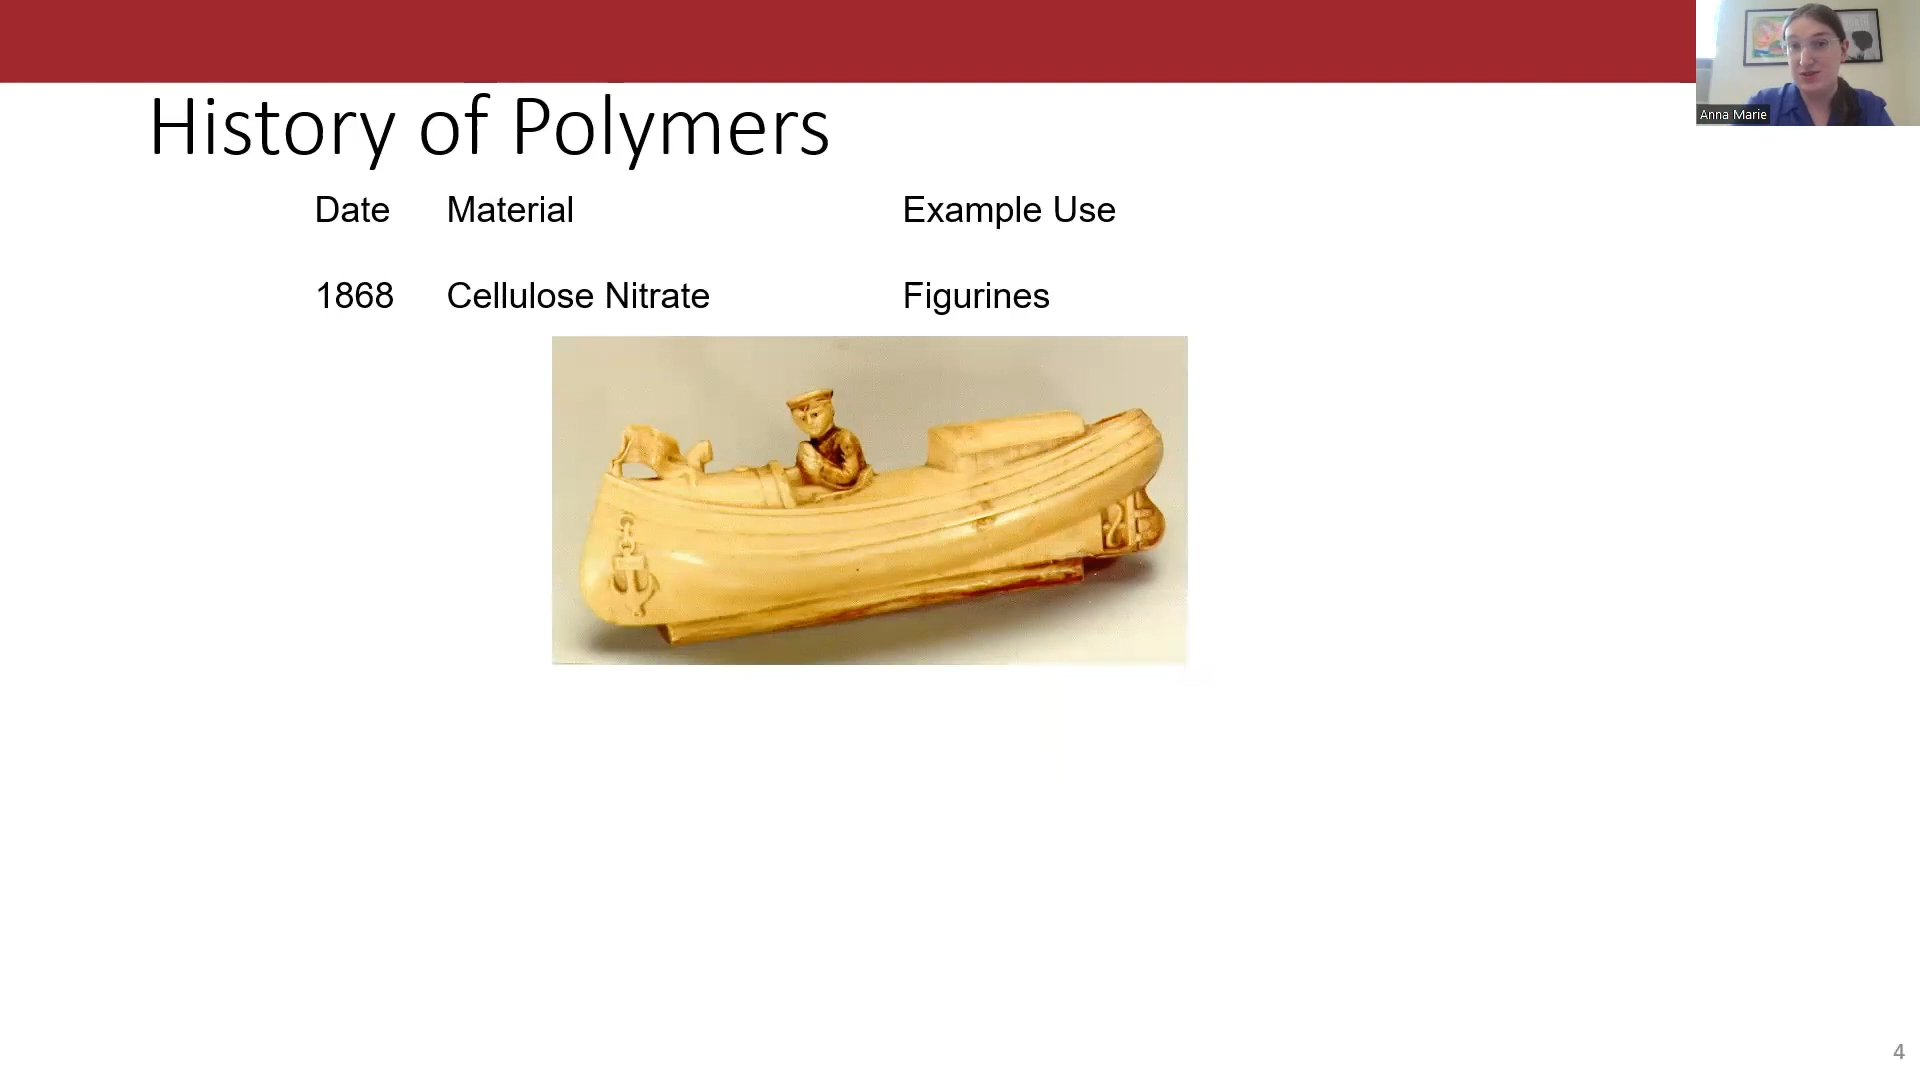 Anna Marie
History of Polymers
Date Material Example Use
1868 Cellulose Nitrate Figurines
4